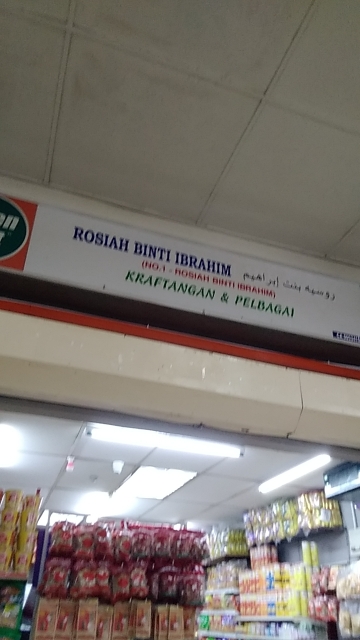 ROSIAH BINTI IBRAHIM روسيه بنت إبراهيم
(NO.1 - ROSIAH BINTI IBRAHIM)
KRAFTANGAN & PELBAGAI